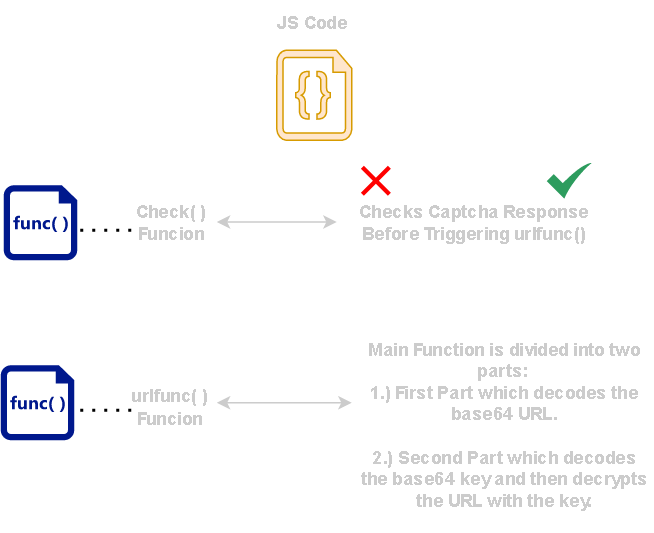 JS Code
{}
func()
Check( )
Funcion
Checks Captcha Response
Before Triggering urlfunc()
func()
urlfunc( )
Funcion
Main Function is divided into two
parts:
1.) First Part which decodes the
base64 URL.
2.) Second Part which decodes
the base64 key and then decrypts
the URL with the key.